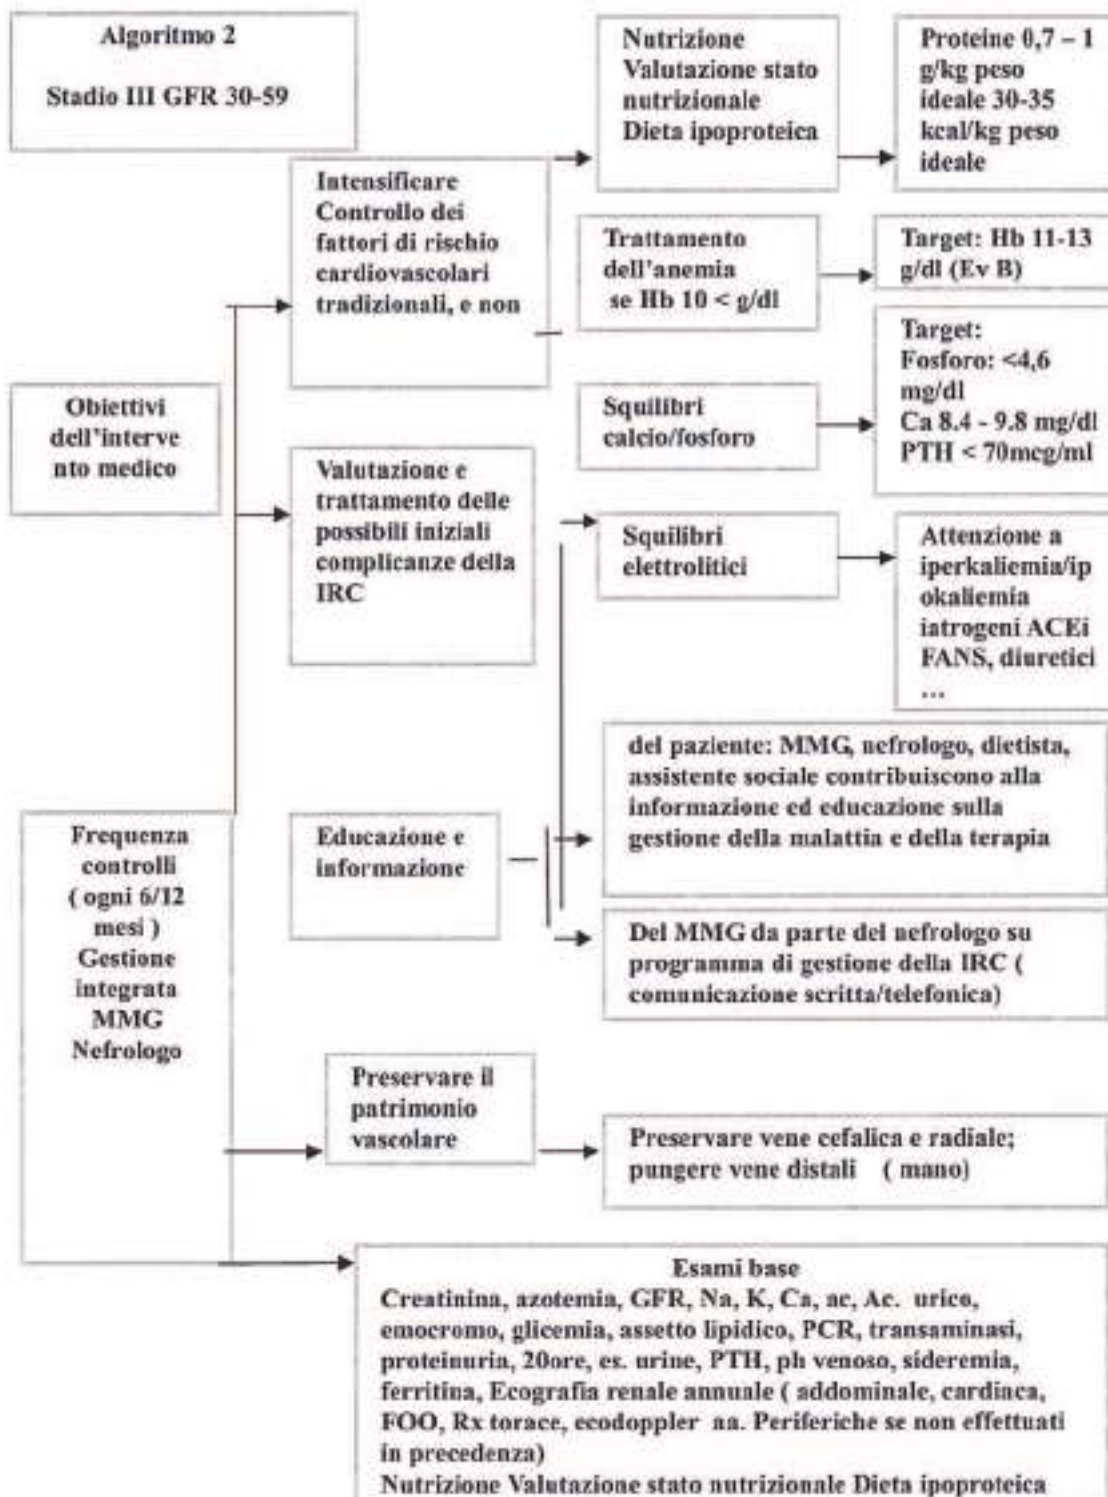 Algoritmo 2
Stadio III GFR 30-59
Nutrizione
Valutazione stato
nutrizionale
Dieta ipoproteica
Proteine 0,7 – 1
g/kg peso
ideale 30-35
kcal/kg peso
ideale
Intensificare
Controllo dei
fattori di rischio
cardiovascolari
tradizionali, e non
Trattamento
dell'anemia
se Hb 10 < g/dl
Target: Hb 11-13
g/dl (Ev B)
Obiettivi
dell'interve
nto medico
Squilibri
calcio/fosforo
Target:
Fosforo: <4,6
mg/dl
Ca 8.4 - 9.8 mg/dl
PTH < 70mcg/ml
Valutazione e
trattamento delle
possibili iniziali
complicanze della
IRC
Squilibri
elettrolitici
Attenzione a
iperkaliemia/ip
okaliemia
iatrogeni ACEi
FANS, diuretici
...
Frequenza
controlli
( ogni 6/12
mesi )
Gestione
integrata
MMG
Nefrologo
Educazione e
informazione
del paziente: MMG, nefrologo, dietista,
assistente sociale contribuiscono alla
informazione ed educazione sulla
gestione della malattia e della terapia
Del MMG da parte del nefrologo su
programma di gestione della IRC (
comunicazione scritta/telefonica)
Preservare il
patrimonio
vascolare
Preservare vene cefalica e radiale;
pungere vene distali ( mano)
Esami base
Creatinina, azotemia, GFR, Na, K, Ca, ac, Ac. urico,
emocromo, glicemia, assetto lipidico, PCR, transaminasi,
proteinuria, 20ore, es. urine, PTH, ph venoso, sideremia,
ferritina, Ecografia renale annuale ( addominale, cardiaca,
FOO, Rx torace, ecodoppler aa. Periferiche se non effettuati
in precedenza)
Nutrizione Valutazione stato nutrizionale Dieta ipoproteica